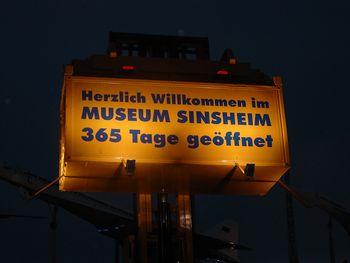 Herzlich Willkommen im
MUSEUM SINSHEIM
365 Tage geöffnet